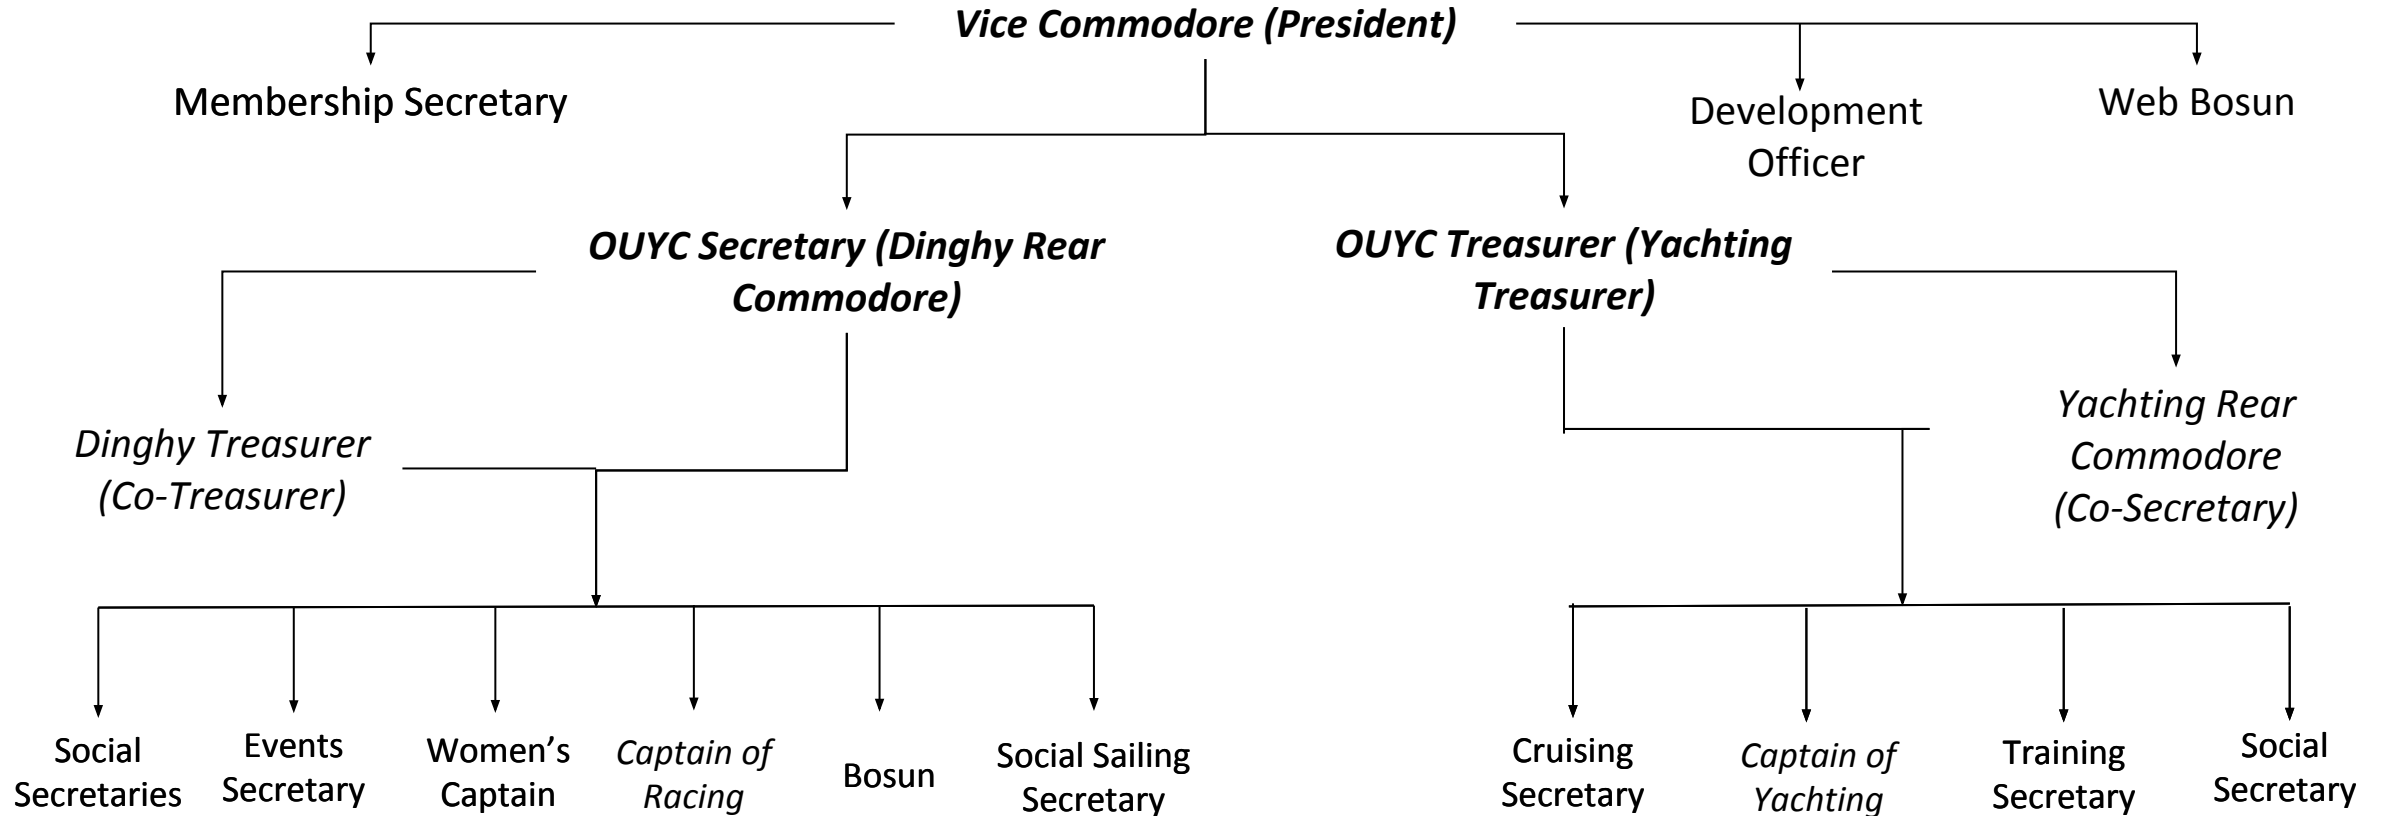 Vice Commodore (President)
Membership Secretary
Development
Officer
Web Bosun
OUYC Secretary (Dinghy Rear
Commodore)
OUYC Treasurer (Yachting
Treasurer)
Dinghy Treasurer
(Co-Treasurer)
Yachting Rear
Commodore
(Co-Secretary)
Social
Secretaries
Events
Secretary
Women’s
Captain
Captain of
Racing
Bosun
Social Sailing
Secretary
Cruising
Secretary
Captain of
Yachting
Training
Secretary
Social
Secretary